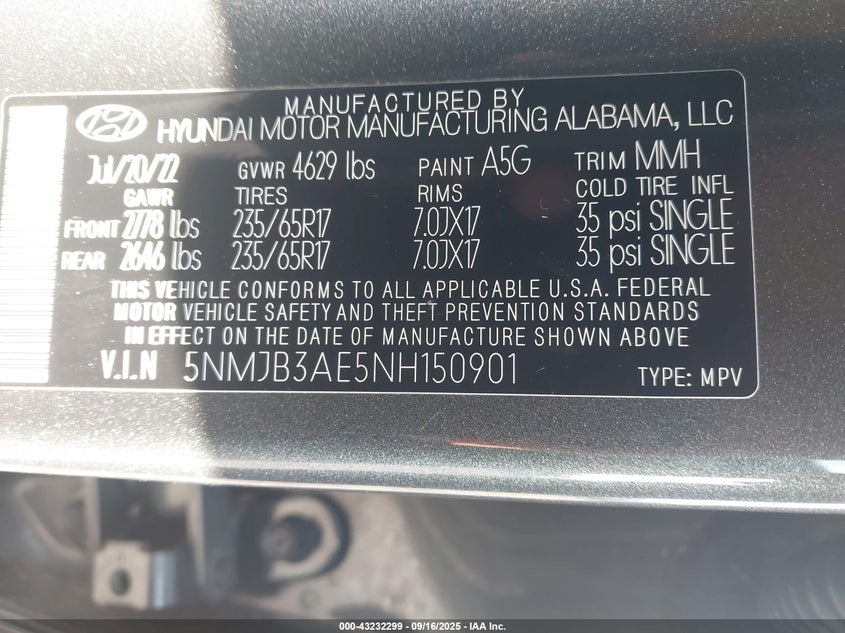 MANUFACTURED BY
HYUNDAI MOTOR MANUFACTURING ALABAMA, LLC
Jul/20/22 GVWR 4629 lbs PAINT A5G TRIM MMH
GAWR TIRES RIMS COLD TIRE INFL
FRONT 2778 lbs 235/65R17 7.0JX17 35 psi SINGLE
REAR 2646 lbs 235/65R17 7.0JX17 35 psi SINGLE
THIS VEHICLE CONFORMS TO ALL APPLICABLE U.S.A. FEDERAL
MOTOR VEHICLE SAFETY AND THEFT PREVENTION STANDARDS
IN EFFECT ON THE DATE OF MANUFACTURE SHOWN ABOVE
V.I.N 5NMJB3AE5NH150901 TYPE: MPV
000-43232299 - 09/16/2025 - IAA Inc.